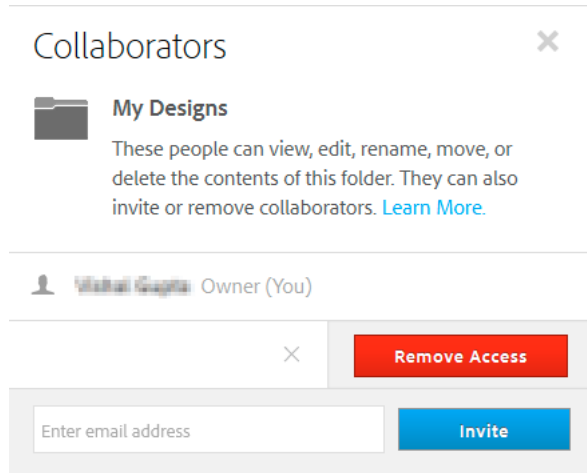 Collaborators
My Designs
These people can view, edit, rename, move, or
delete the contents of this folder. They can also
invite or remove collaborators. Learn More.
Owner (You)
Remove Access
Enter email address
Invite